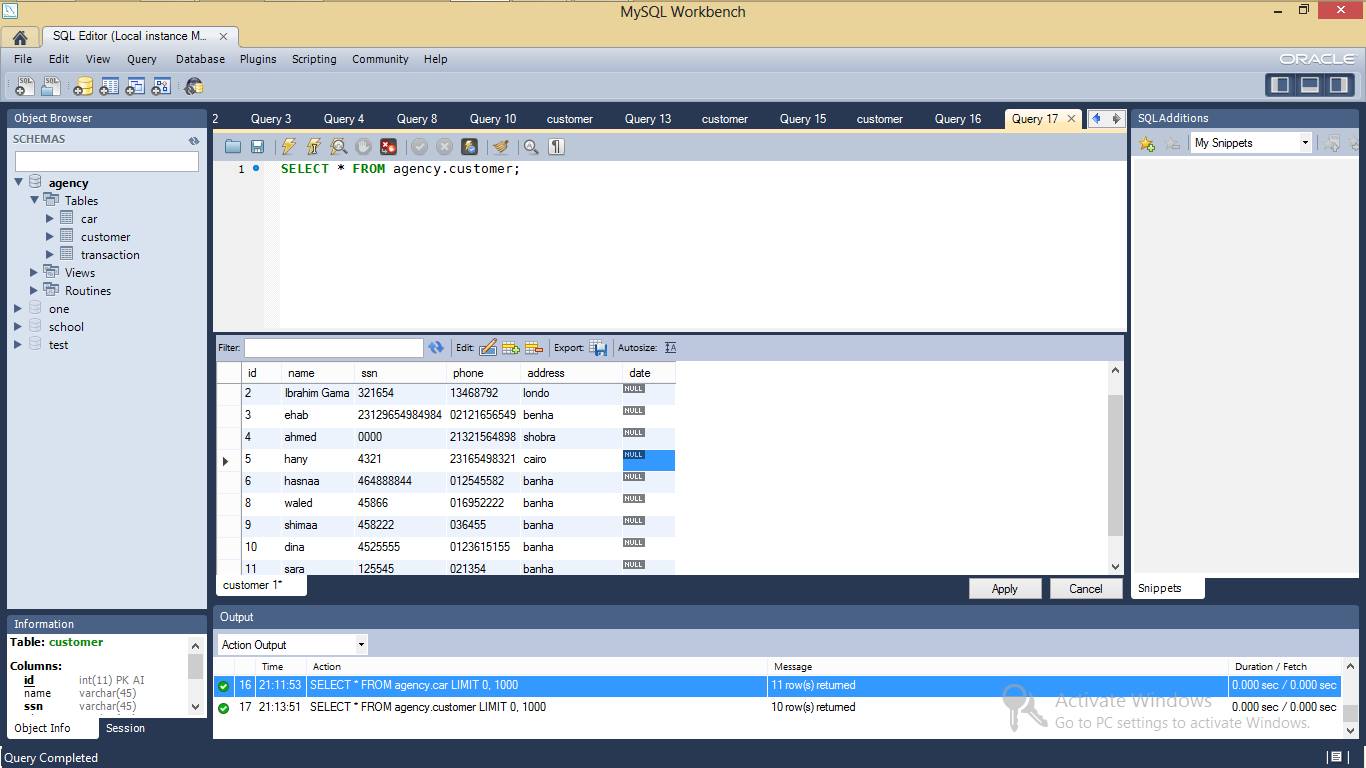 MySQL Workbench
SQL Editor (Local instance M... ×
File Edit View Query Database Plugins Scripting Community Help
ORACLE
Object Browser
SCHEMAS
agency
Tables
car
customer
transaction
Views
Routines
one
school
test
2 Query 3 Query 4 Query 8 Query 10 customer Query 13 customer Query 15 customer Query 16 Query 17 ×
1 SELECT * FROM agency.customer;
Filter: Edit: Export: Autosize:
id name ssn phone address date
2 Ibrahim Gama 321654 13468792 londo NULL
3 ehab 23129654984984 02121656549 benha NULL
4 ahmed 0000 21321564898 shobra NULL
5 hany 4321 23165498321 cairo NULL
6 hasnaa 464888844 012545582 banha NULL
8 waled 45866 016952222 banha NULL
9 shimaa 458222 036455 banha NULL
10 dina 4525555 0123615155 banha NULL
11 sara 125545 021354 banha NULL
customer 1*
Apply Cancel
SQLAdditions
My Snippets
Snippets
Information
Table: customer
Columns:
id int(11) PK AI
name varchar(45)
ssn varchar(45)
Object Info Session
Output
Action Output
Time Action Message Duration / Fetch
16 21:11:53 SELECT * FROM agency.car LIMIT 0, 1000 11 row(s) returned 0.000 sec / 0.000 sec
17 21:13:51 SELECT * FROM agency.customer LIMIT 0, 1000 10 row(s) returned 0.000 sec / 0.000 sec
Activate Windows
Go to PC settings to activate Windows.
Query Completed